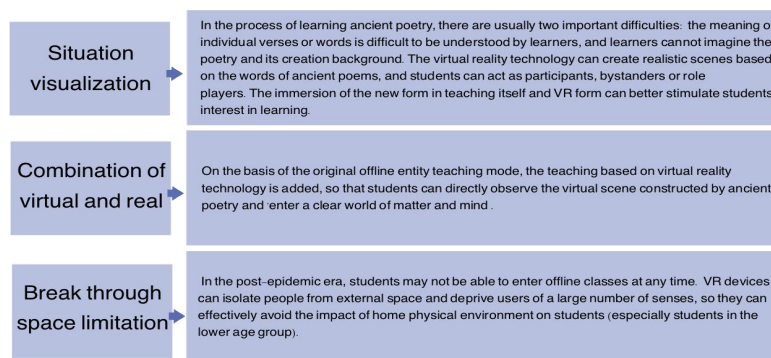 Situation
visualization
In the process of learning ancient poetry, there are usually two important difficulties: the meaning of
individual verses or words is difficult to be understood by learners, and learners cannot imagine the
poetry and its creation background. The virtual reality technology can create realistic scenes based
on the words of ancient poems, and students can act as participants, bystanders or role
players. The immersion of the new form in teaching itself and VR form can better stimulate students
interest in learning.
Combination of
virtual and real
On the basis of the original offline entity teaching mode, the teaching based on virtual reality
technology is added, so that students can directly observe the virtual scene constructed by ancient
poetry and enter a clear world of matter and mind .
Break through
space limitation
In the post-epidemic era, students may not be able to enter offline classes at any time. VR devices
can isolate people from external space and deprive users of a large number of senses, so they can
effectively avoid the impact of home physical environment on students (especially students in the
lower age group).